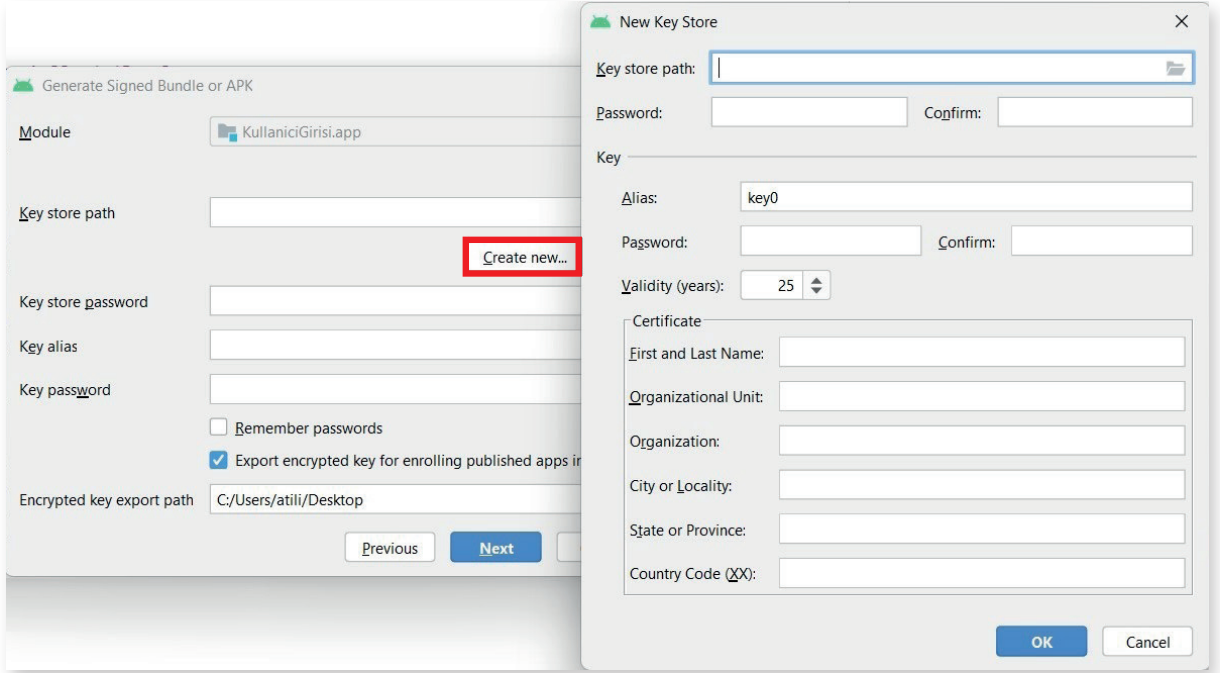 Generate Signed Bundle or APK
Module
KullaniciGirisi.app
Key store path
Create new...
Key store password
Key alias
Key password
Remember passwords
Export encrypted key for enrolling published apps in
Encrypted key export path C:/Users/atili/Desktop
Previous Next
New Key Store
Key store path:
Password: Confirm:
Key
Alias: key0
Password: Confirm:
Validity (years): 25
Certificate
First and Last Name:
Organizational Unit:
Organization:
City or Locality:
State or Province:
Country Code (XX):
OK Cancel